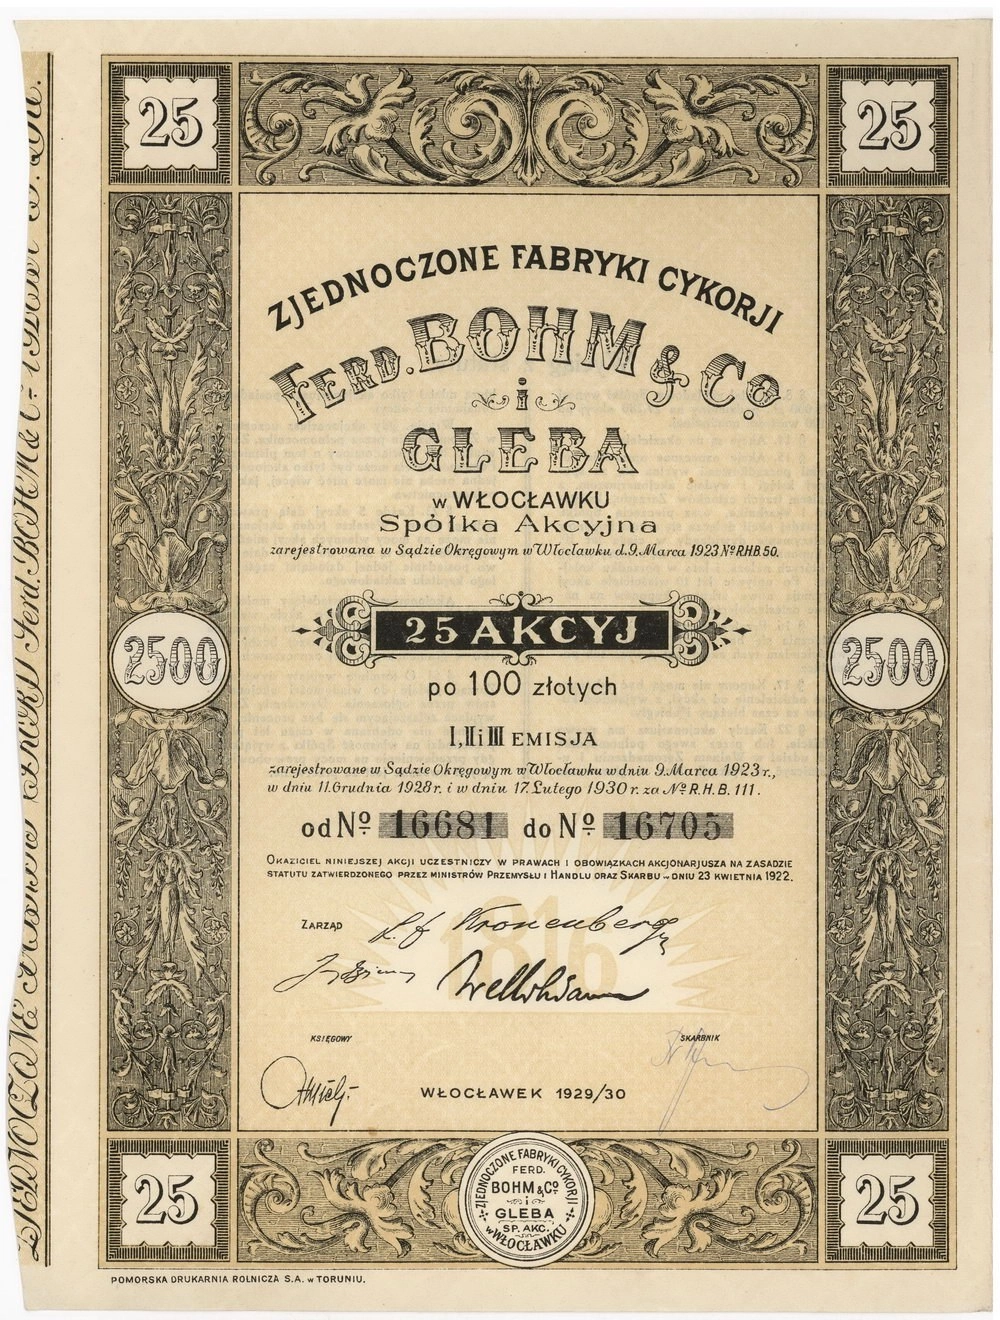 25
25
ZJEDNOCZONE FABRYKI CYKORJI
FERD. BOHM & Co
i
GLEBA
w WŁOCŁAWKU
Spółka Akcyjna
zarejestrowana w Sądzie Okręgowym w Włocławku d. 9. Marca 1923 No RHB 50.
25 AKCYJ
2500
2500
po 100 złotych
I, II i III EMISJA
zarejestrowane w Sądzie Okręgowym w Włocławku w dniu 9. Marca 1923 r.,
w dniu 11. Grudnia 1928 r. i w dniu 17. Lutego 1930 r. za No R.H.B. 111.
od No 16681 do No 16705
OKAZICIEL NINIEJSZEJ AKCJI UCZESTNICZY W PRAWACH I OBOWIĄZKACH AKCJONARJUSZA NA ZASADZIE
STATUTU ZATWIERDZONEGO PRZEZ MINISTRÓW PRZEMYSŁU I HANDLU ORAZ SKARBU w DNIU 23 KWIETNIA 1922.
1816
ZARZĄD
L. Kronenberg
KSIĘGOWY
SKARBNIK
WŁOCŁAWEK 1929/30
25
25
ZJEDNOCZONE FABRYKI CYKORJI
FERD.
BOHM & Co
i
GLEBA
SP. AKC.
w WŁOCŁAWKU
POMORSKA DRUKARNIA ROLNICZA S.A. w TORUNIU.